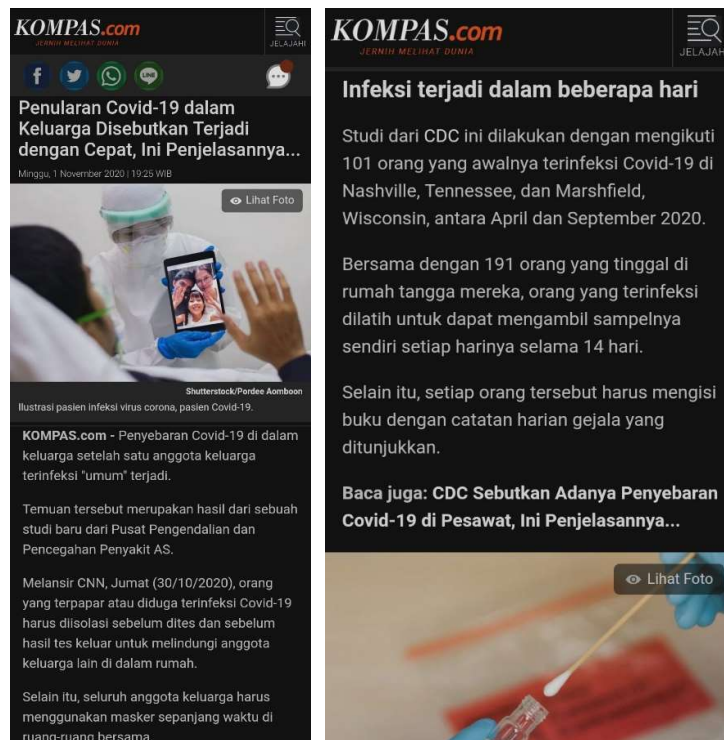 KOMPAS.com
JERNIH MELIHAT DUNIA
JELAJAHI
Penularan Covid-19 dalam
Keluarga Disebutkan Terjadi
dengan Cepat, Ini Penjelasannya...
Minggu, 1 November 2020 | 19:25 WIB
Lihat Foto
Shutterstock/Pordee Aomboon
Ilustrasi pasien infeksi virus corona, pasien Covid-19.
KOMPAS.com - Penyebaran Covid-19 di dalam
keluarga setelah satu anggota keluarga
terinfeksi "umum" terjadi.
Temuan tersebut merupakan hasil dari sebuah
studi baru dari Pusat Pengendalian dan
Pencegahan Penyakit AS.
Melansir CNN, Jumat (30/10/2020), orang
yang terpapar atau diduga terinfeksi Covid-19
harus diisolasi sebelum dites dan sebelum
hasil tes keluar untuk melindungi anggota
keluarga lain di dalam rumah.
Selain itu, seluruh anggota keluarga harus
menggunakan masker sepanjang waktu di
ruang-ruang bersama
KOMPAS.com
JERNIH MELIHAT DUNIA
JELAJAH
Infeksi terjadi dalam beberapa hari
Studi dari CDC ini dilakukan dengan mengikuti
101 orang yang awalnya terinfeksi Covid-19 di
Nashville, Tennessee, dan Marshfield,
Wisconsin, antara April dan September 2020.
Bersama dengan 191 orang yang tinggal di
rumah tangga mereka, orang yang terinfeksi
dilatih untuk dapat mengambil sampelnya
sendiri setiap harinya selama 14 hari.
Selain itu, setiap orang tersebut harus mengisi
buku dengan catatan harian gejala yang
ditunjukkan.
Baca juga: CDC Sebutkan Adanya Penyebaran
Covid-19 di Pesawat, Ini Penjelasannya...
Lihat Foto